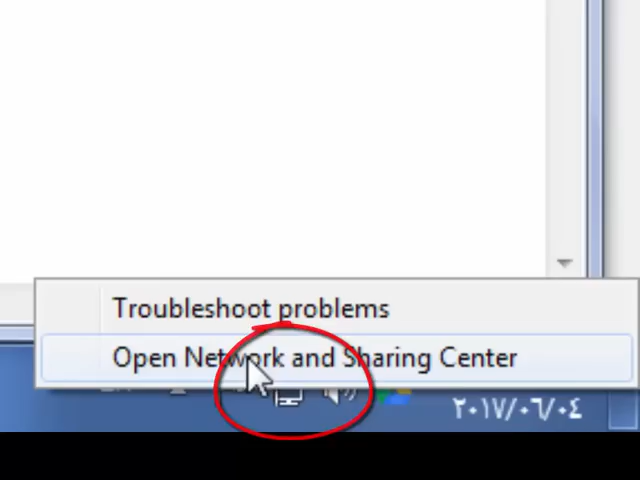 Troubleshoot problems
Open Network and Sharing Center
٢٠١٧/٠٦/٠٤